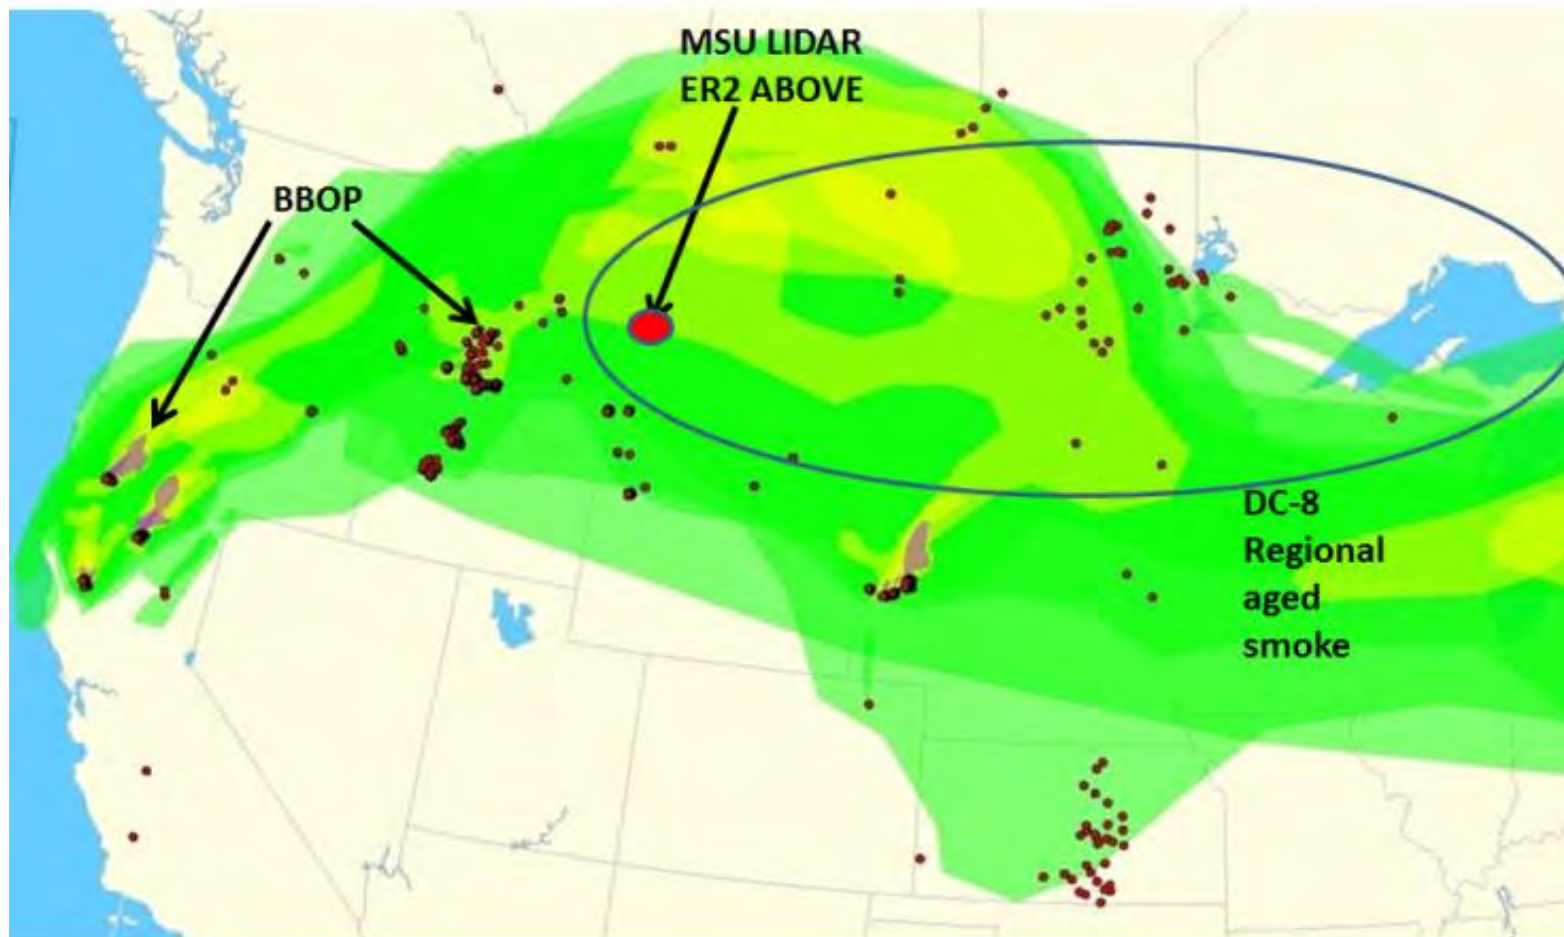 MSU LIDAR
ER2 ABOVE
BBOP
DC-8
Regional
aged
smoke